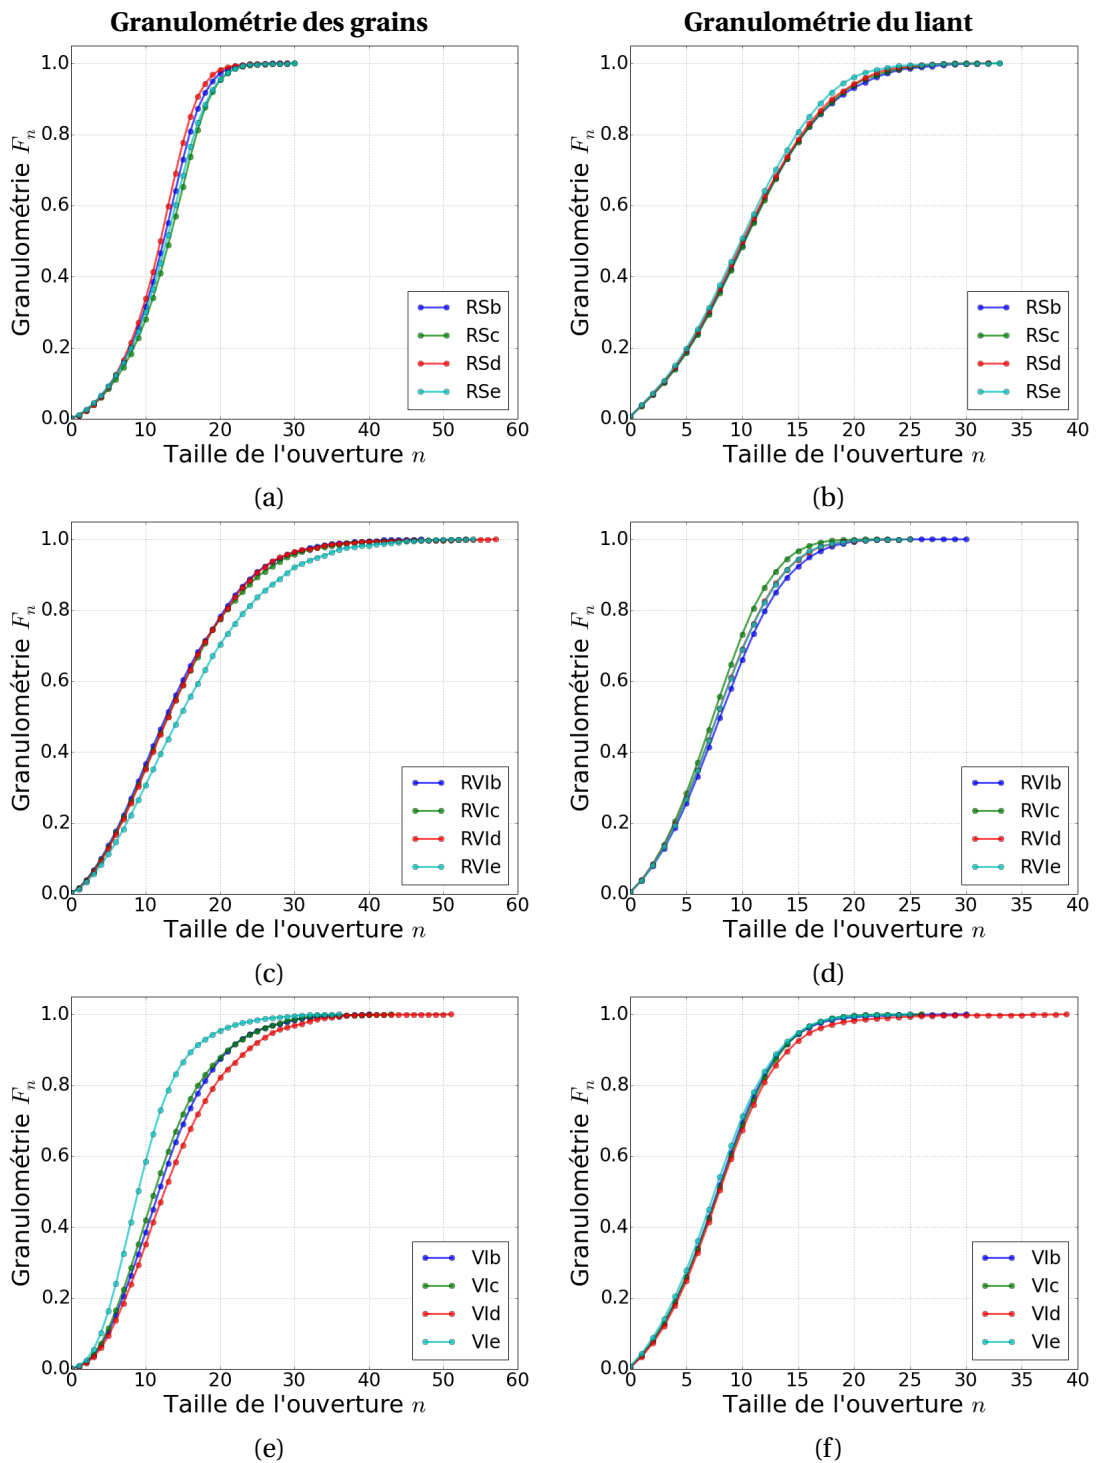 Granulométrie des grains
Granulométrie du liant
Granulométrie Fₙ
1.0
0.8
0.6
0.4
0.2
0.0
0 10 20 30 40 50 60
Taille de l'ouverture n
RSb
RSc
RSd
RSe
(a)
Granulométrie Fₙ
1.0
0.8
0.6
0.4
0.2
0.0
0 5 10 15 20 25 30 35 40
Taille de l'ouverture n
RSb
RSc
RSd
RSe
(b)
Granulométrie Fₙ
1.0
0.8
0.6
0.4
0.2
0.0
0 10 20 30 40 50 60
Taille de l'ouverture n
RVIb
RVIc
RVId
RVIe
(c)
Granulométrie Fₙ
1.0
0.8
0.6
0.4
0.2
0.0
0 5 10 15 20 25 30 35 40
Taille de l'ouverture n
RVIb
RVIc
RVId
RVIe
(d)
Granulométrie Fₙ
1.0
0.8
0.6
0.4
0.2
0.0
0 10 20 30 40 50 60
Taille de l'ouverture n
VIb
VIc
VId
VIe
(e)
Granulométrie Fₙ
1.0
0.8
0.6
0.4
0.2
0.0
0 5 10 15 20 25 30 35 40
Taille de l'ouverture n
VIb
VIc
VId
VIe
(f)